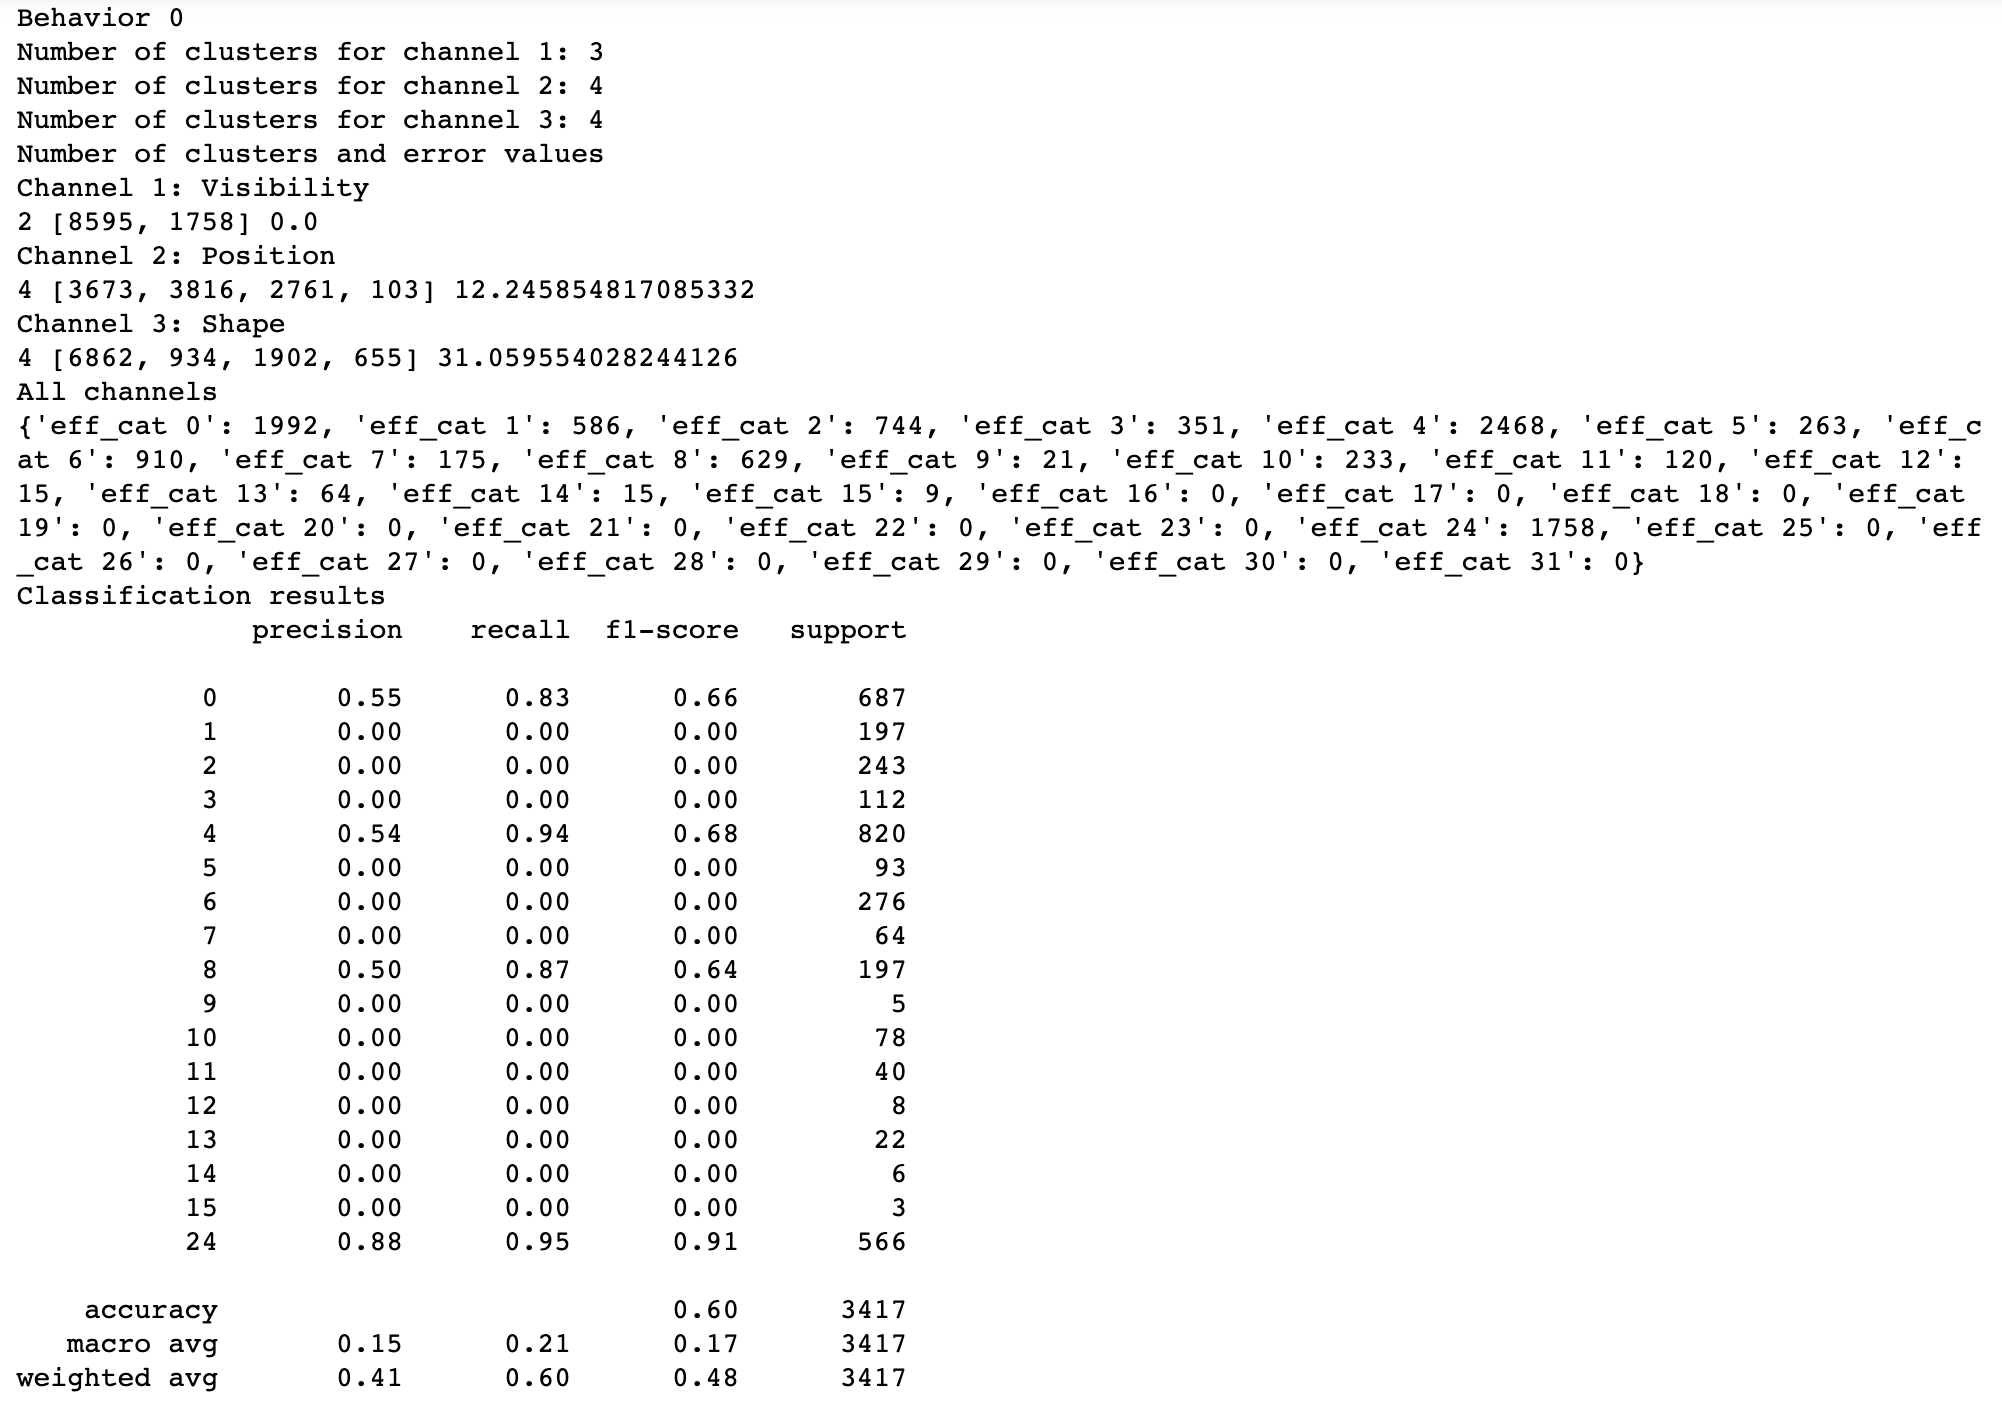 Behavior 0
Number of clusters for channel 1: 3
Number of clusters for channel 2: 4
Number of clusters for channel 3: 4
Number of clusters and error values
Channel 1: Visibility
2 [8595, 1758] 0.0
Channel 2: Position
4 [3673, 3816, 2761, 103] 12.245854817085332
Channel 3: Shape
4 [6862, 934, 1902, 655] 31.059554028244126
All channels
{'eff_cat 0': 1992, 'eff_cat 1': 586, 'eff_cat 2': 744, 'eff_cat 3': 351, 'eff_cat 4': 2468, 'eff_cat 5': 263, 'eff_c
at 6': 910, 'eff_cat 7': 175, 'eff_cat 8': 629, 'eff_cat 9': 21, 'eff_cat 10': 233, 'eff_cat 11': 120, 'eff_cat 12':
15, 'eff_cat 13': 64, 'eff_cat 14': 15, 'eff_cat 15': 9, 'eff_cat 16': 0, 'eff_cat 17': 0, 'eff_cat 18': 0, 'eff_cat
19': 0, 'eff_cat 20': 0, 'eff_cat 21': 0, 'eff_cat 22': 0, 'eff_cat 23': 0, 'eff_cat 24': 1758, 'eff_cat 25': 0, 'eff
_cat 26': 0, 'eff_cat 27': 0, 'eff_cat 28': 0, 'eff_cat 29': 0, 'eff_cat 30': 0, 'eff_cat 31': 0}
Classification results
precision recall f1-score support
0 0.55 0.83 0.66 687
1 0.00 0.00 0.00 197
2 0.00 0.00 0.00 243
3 0.00 0.00 0.00 112
4 0.54 0.94 0.68 820
5 0.00 0.00 0.00 93
6 0.00 0.00 0.00 276
7 0.00 0.00 0.00 64
8 0.50 0.87 0.64 197
9 0.00 0.00 0.00 5
10 0.00 0.00 0.00 78
11 0.00 0.00 0.00 40
12 0.00 0.00 0.00 8
13 0.00 0.00 0.00 22
14 0.00 0.00 0.00 6
15 0.00 0.00 0.00 3
24 0.88 0.95 0.91 566
accuracy 0.60 3417
macro avg 0.15 0.21 0.17 3417
weighted avg 0.41 0.60 0.48 3417